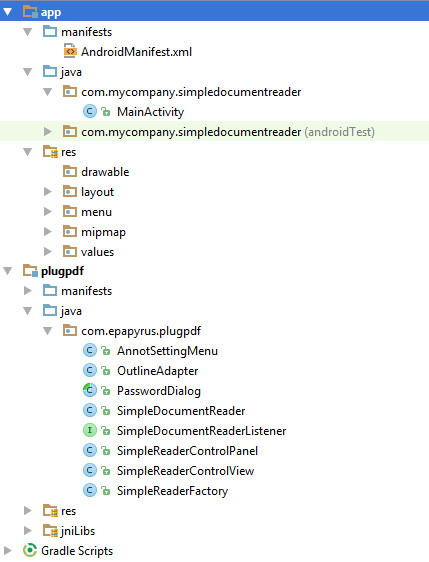 app
manifests
AndroidManifest.xml
java
com.mycompany.simpledocumentreader
MainActivity
com.mycompany.simpledocumentreader (androidTest)
res
drawable
layout
menu
mipmap
values
plugpdf
manifests
java
com.epapyrus.plugpdf
AnnotSettingMenu
OutlineAdapter
PasswordDialog
SimpleDocumentReader
SimpleDocumentReaderListener
SimpleReaderControlPanel
SimpleReaderControlView
SimpleReaderFactory
res
jniLibs
Gradle Scripts